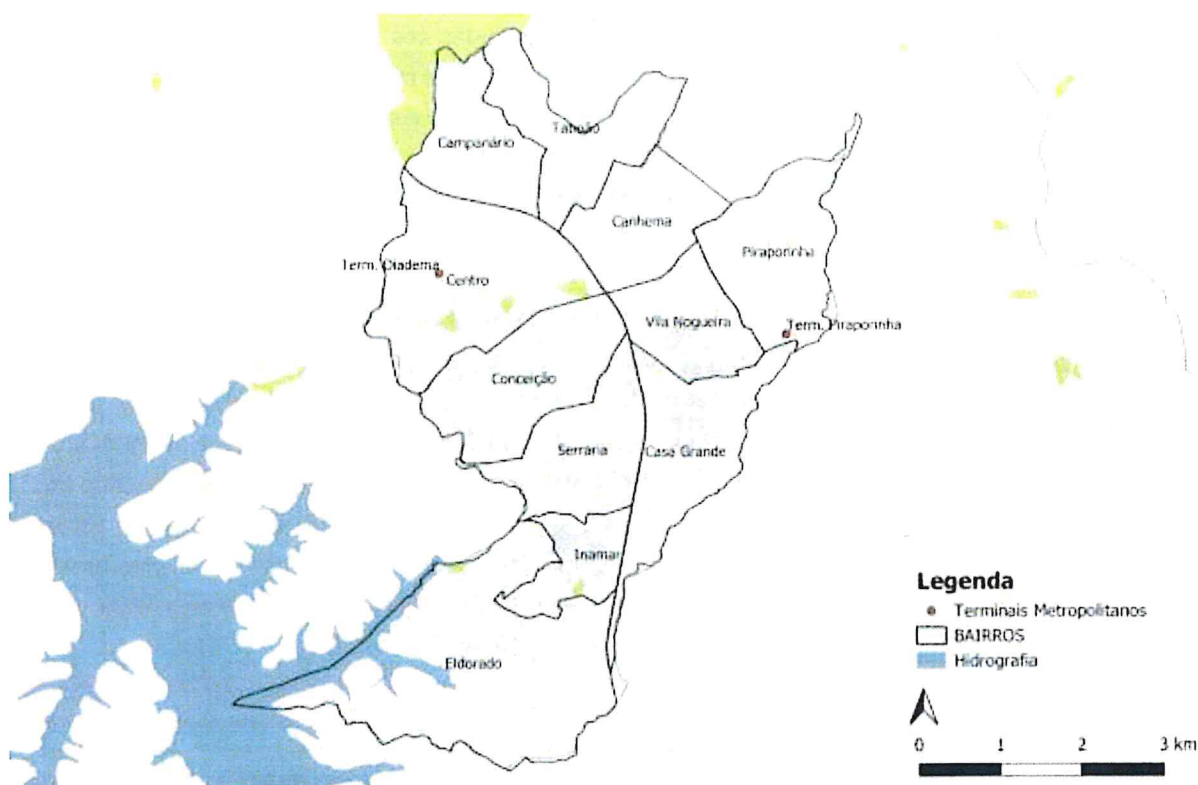 Taboão
Campanário
Canhema
Piraporinha
Term. Diadema
Centro
Vila Nogueira
Term. Piraporinha
Conceição
Serraria
Casa Grande
Inamar
Eldorado
Legenda
Terminais Metropolitanos
BAIRROS
Hidrografia
0 1 2 3 km